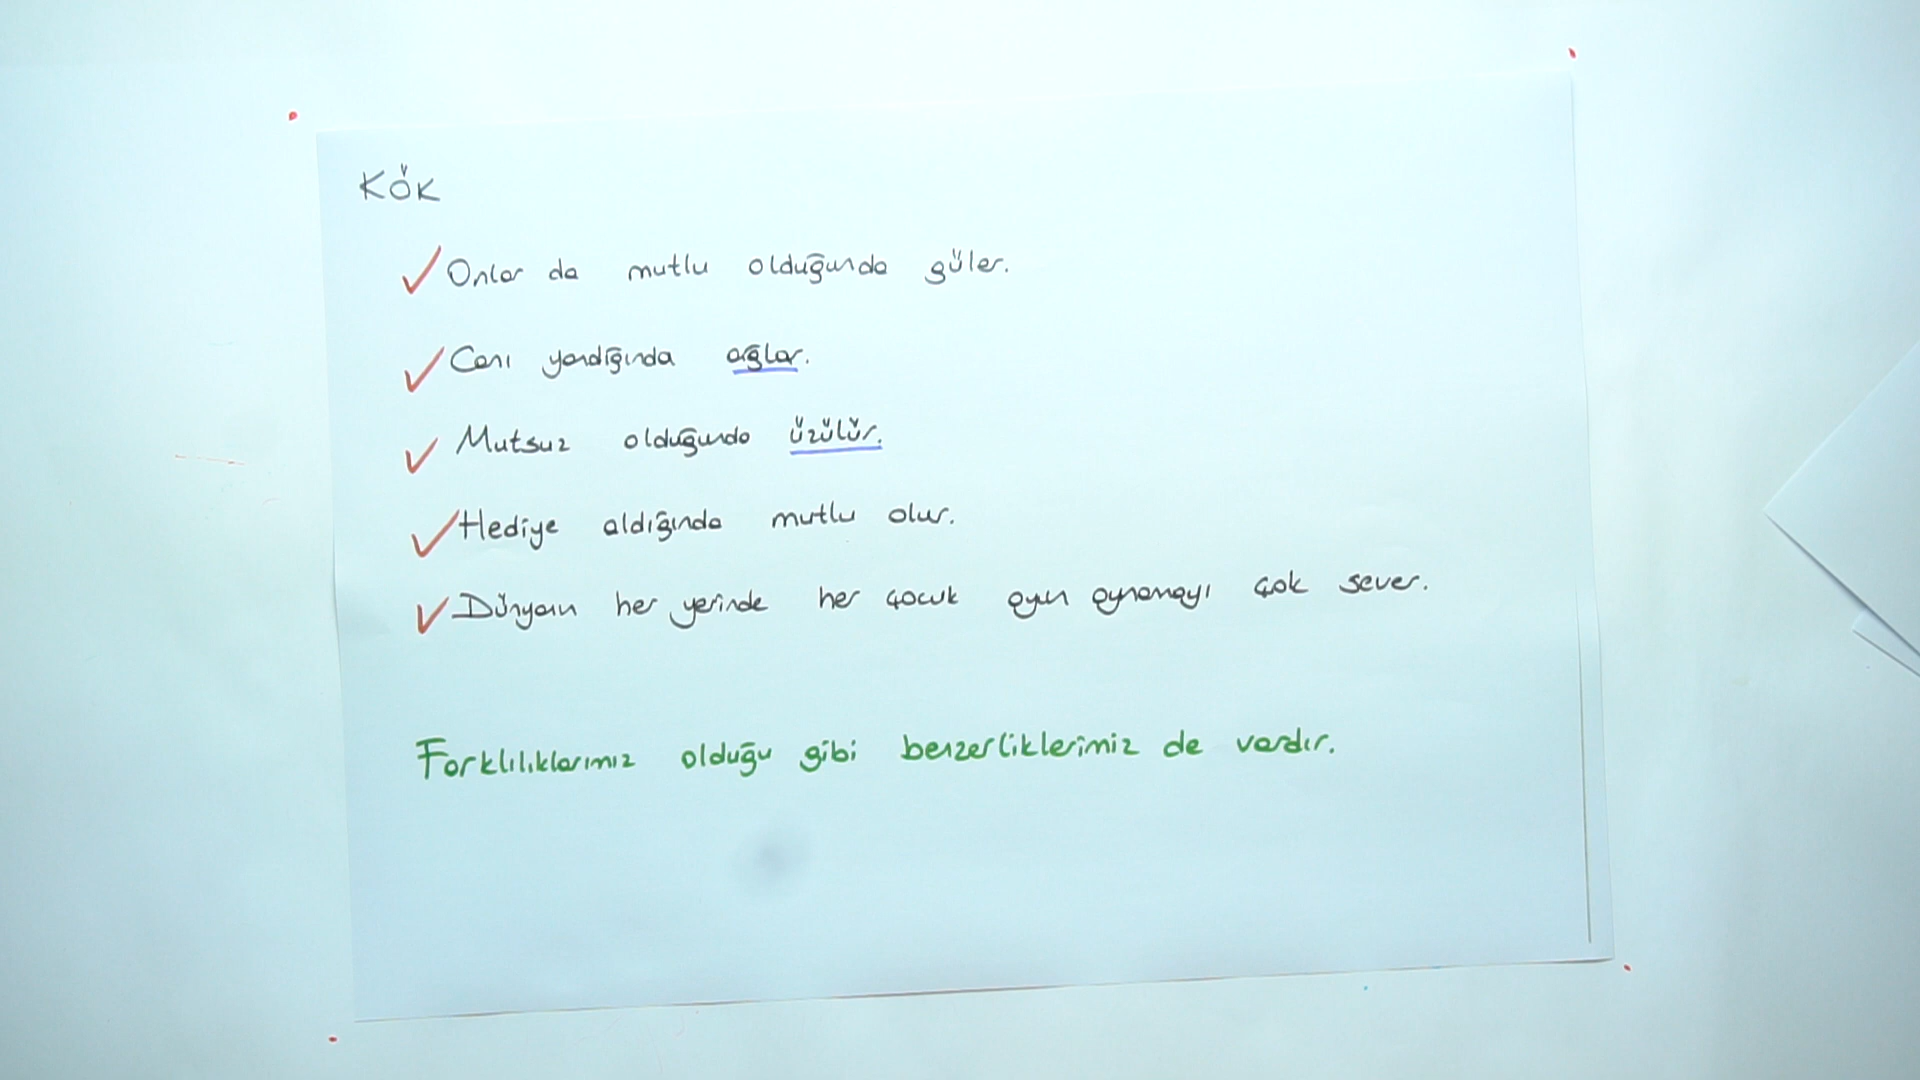 KÖK
Onlar da mutlu olduğunda güler.
Canı yandığında ağlar.
Mutsuz olduğunda üzülür.
Hediye aldığında mutlu olur.
Dünyanın her yerinde her çocuk oyun oynamayı çok sever.
Farklılıklarımız olduğu gibi benzerliklerimiz de vardır.